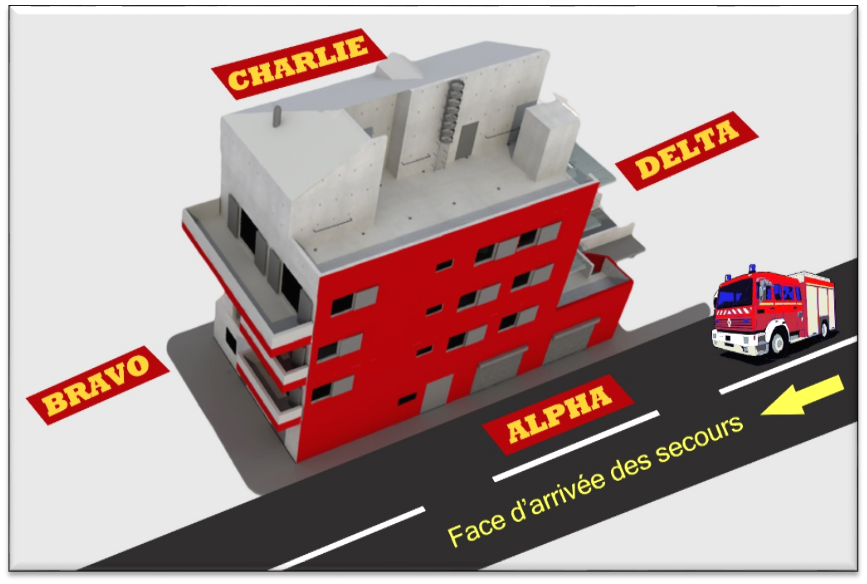 CHARLIE
DELTA
BRAVO
ALPHA
Face d'arrivée des secours